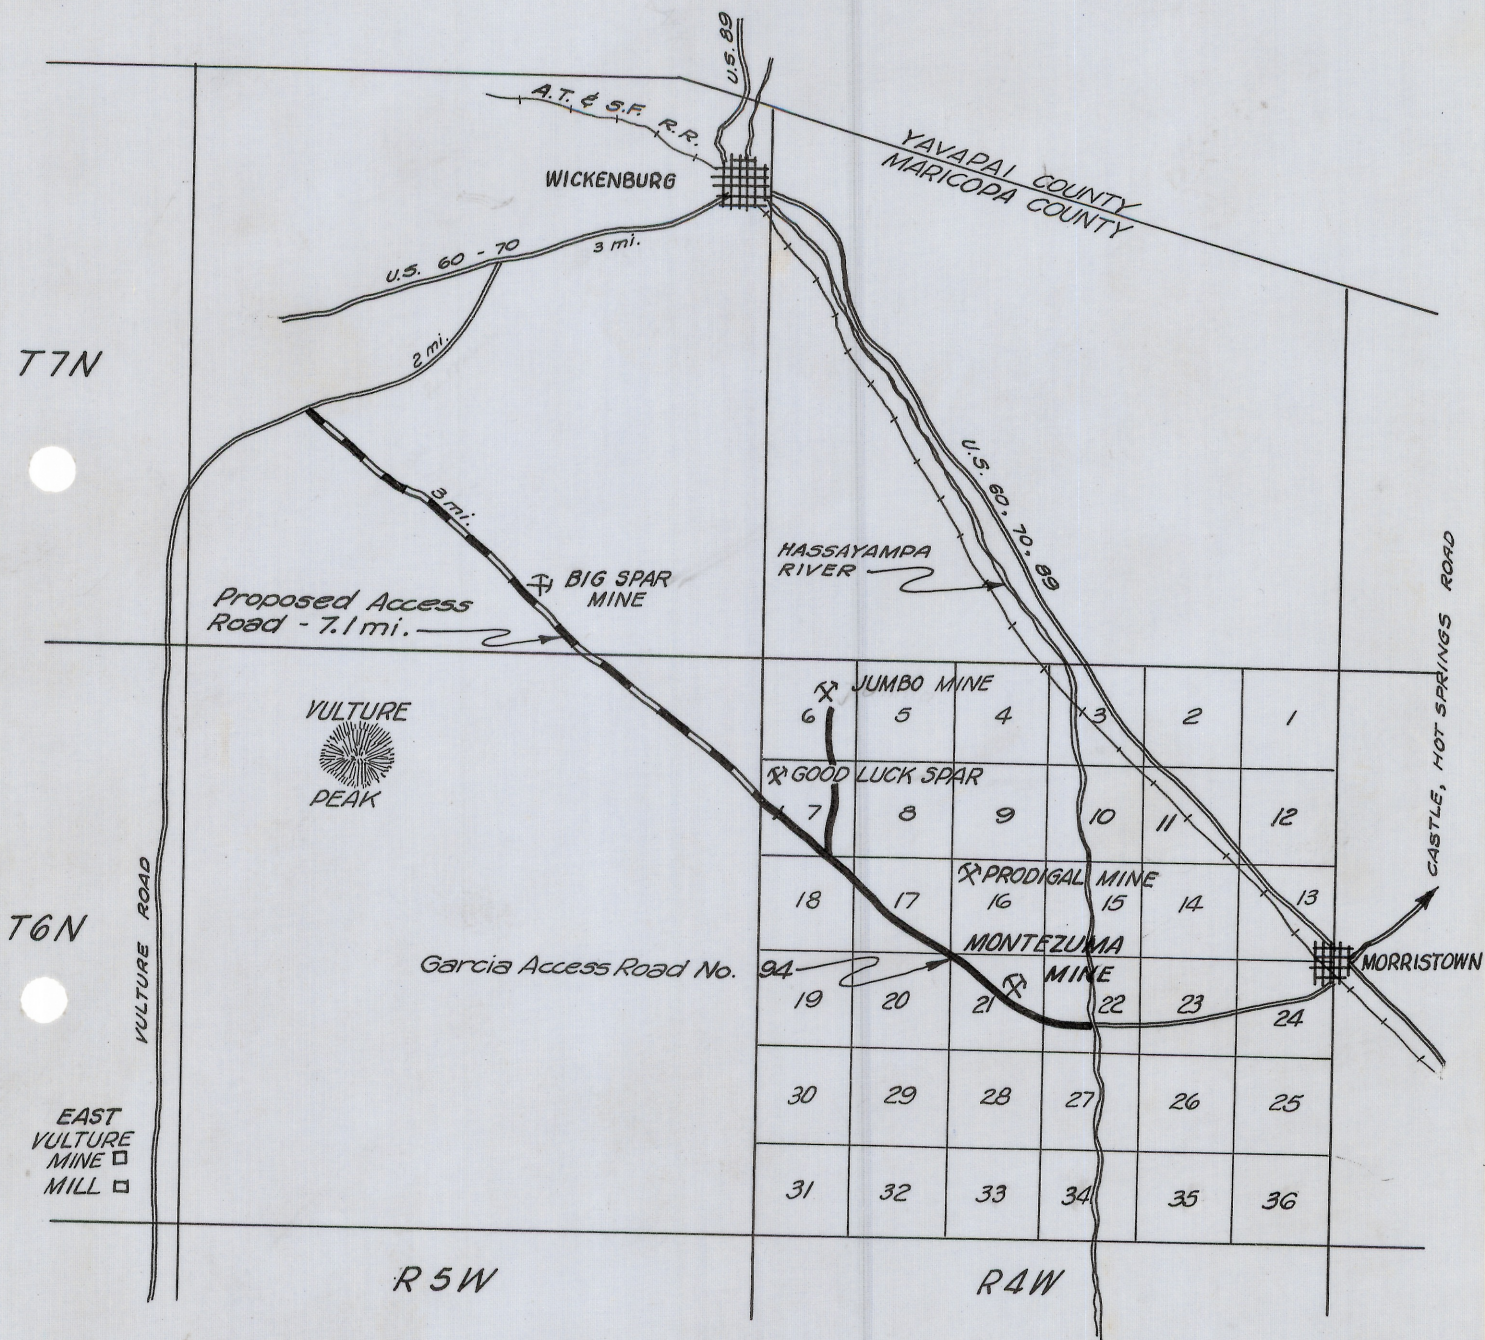 U.S. 89
A.T. & S.F. R.R.
WICKENBURG
YAVAPAI COUNTY
MARICOPA COUNTY
U.S. 60 - 70
3 mi.
2 mi.
T7N
3 mi.
U.S. 60, 70, 89
HASSAYAMPA
RIVER
BIG SPAR
MINE
Proposed Access
Road - 7.1 mi.
CASTLE, HOT SPRINGS ROAD
VULTURE
PEAK
JUMBO MINE
6 5 4 3 2 1
GOOD LUCK SPAR
7 8 9 10 11 12
PRODIGAL MINE
18 17 16 15 14 13
T6N
VULTURE ROAD
MONTEZUMA
MINE
Garcia Access Road No. 94
MORRISTOWN
19 20 21 22 23 24
30 29 28 27 26 25
EAST
VULTURE
MINE
MILL
31 32 33 34 35 36
R5W
R4W